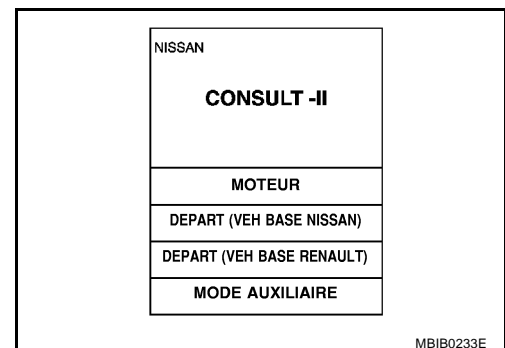 NISSAN
CONSULT -II
MOTEUR
DEPART (VEH BASE NISSAN)
DEPART (VEH BASE RENAULT)
MODE AUXILIAIRE
MBIB0233E